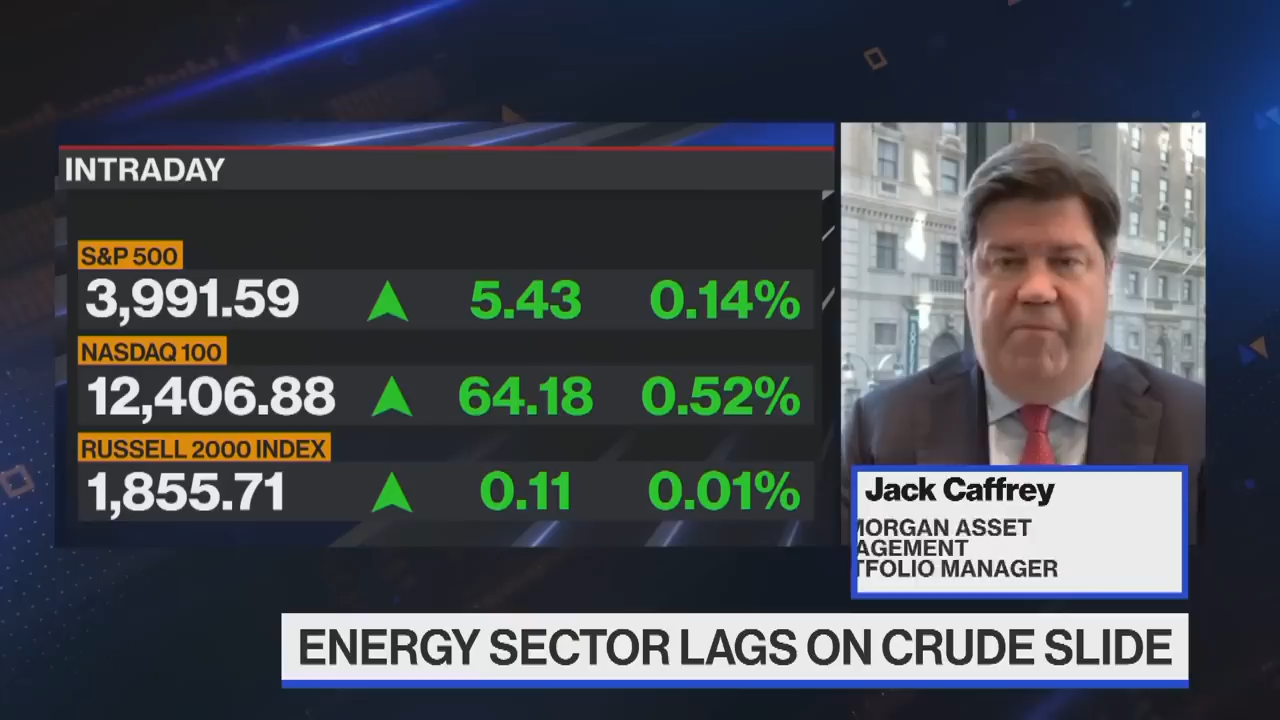 INTRADAY
S&P 500
3,991.59 5.43 0.14%
NASDAQ 100
12,406.88 64.18 0.52%
RUSSELL 2000 INDEX
1,855.71 0.11 0.01%
Jack Caffrey
MORGAN ASSET
AGEMENT
TFOLIO MANAGER
ENERGY SECTOR LAGS ON CRUDE SLIDE